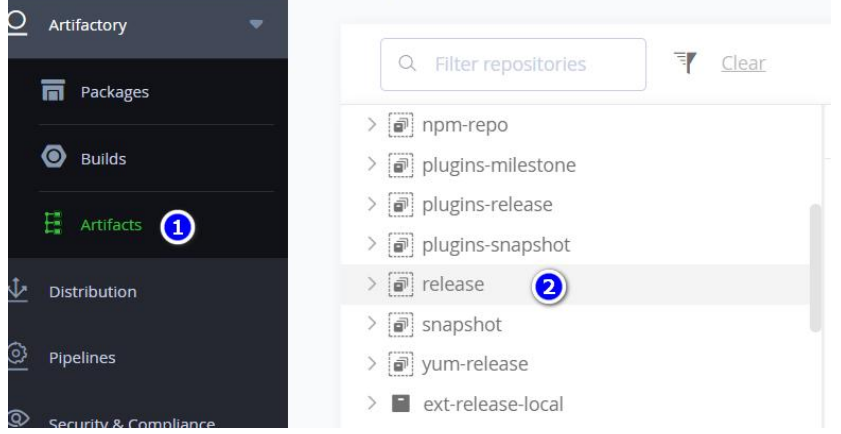 Artifactory
Packages
Builds
Artifacts 1
Distribution
Pipelines
Security & Compliance
Filter repositories
Clear
npm-repo
plugins-milestone
plugins-release
plugins-snapshot
release 2
snapshot
yum-release
ext-release-local